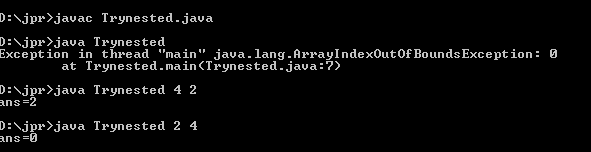 D:\jpr>javac Trynested.java
D:\jpr>java Trynested
Exception in thread "main" java.lang.ArrayIndexOutOfBoundsException: 0
at Trynested.main(Trynested.java:7)
D:\jpr>java Trynested 4 2
ans=2
D:\jpr>java Trynested 2 4
ans=0